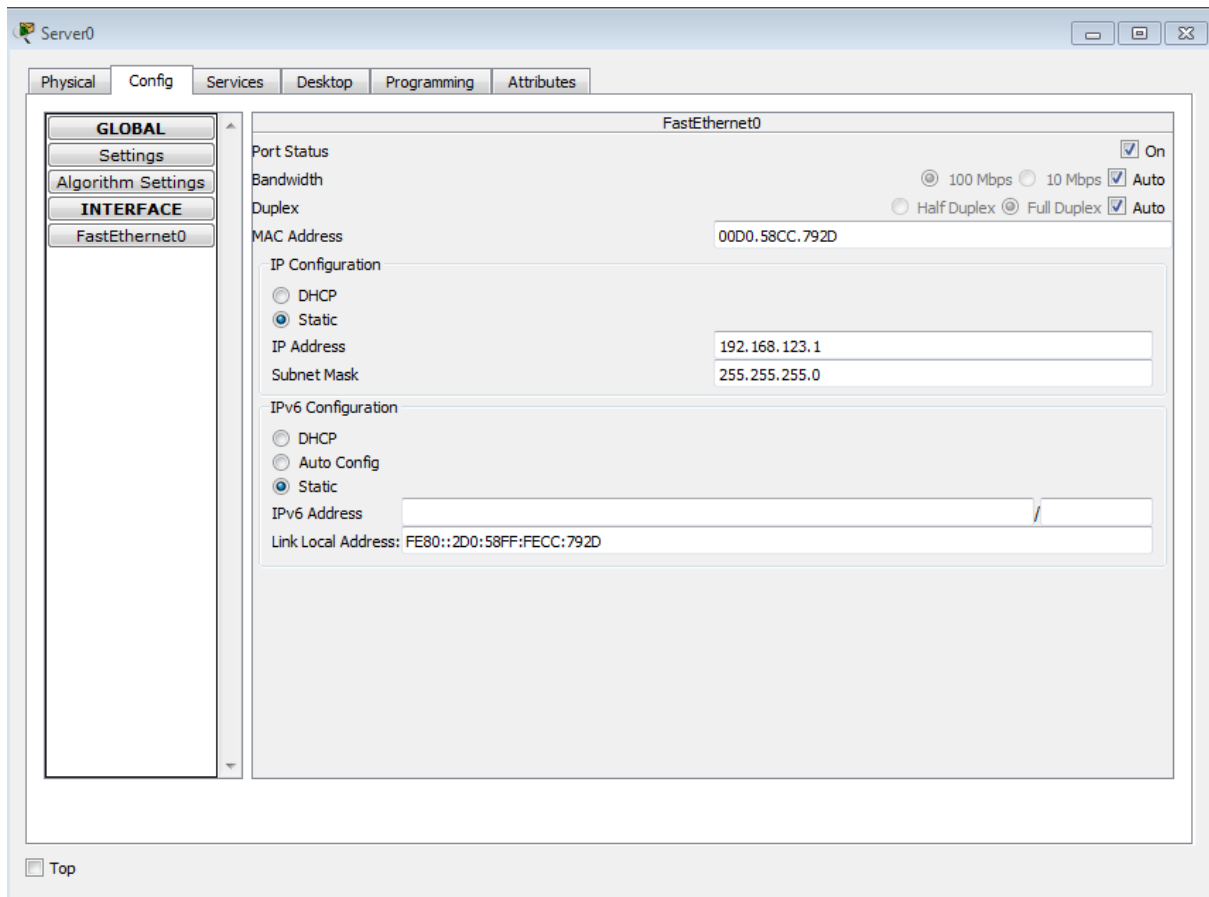 Server0
Physical Config Services Desktop Programming Attributes
GLOBAL
Settings
Algorithm Settings
INTERFACE
FastEthernet0
FastEthernet0
Port Status On
Bandwidth 100 Mbps 10 Mbps Auto
Duplex Half Duplex Full Duplex Auto
MAC Address 00D0.58CC.792D
IP Configuration
DHCP
Static
IP Address 192.168.123.1
Subnet Mask 255.255.255.0
IPv6 Configuration
DHCP
Auto Config
Static
IPv6 Address /
Link Local Address: FE80::2D0:58FF:FECC:792D
Top